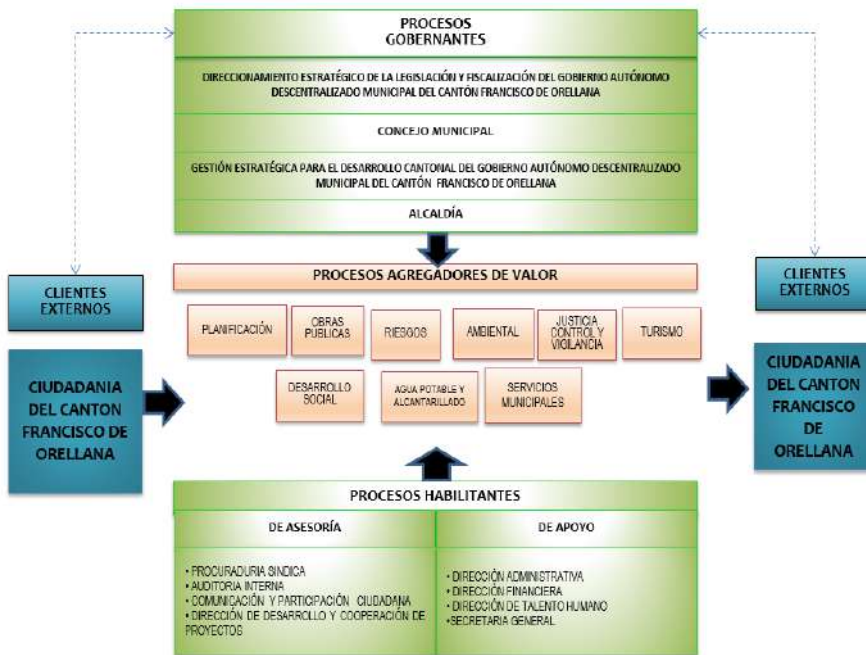 PROCESOS
GOBERNANTES
DIRECCIONAMIENTO ESTRATÉGICO DE LA LEGISLACIÓN Y FISCALIZACIÓN DEL GOBIERNO AUTÓNOMO
DESCENTRALIZADO MUNICIPAL DEL CANTÓN FRANCISCO DE ORELLANA
CONCEJO MUNICIPAL
GESTIÓN ESTRATÉGICA PARA EL DESARROLLO CANTONAL DEL GOBIERNO AUTÓNOMO DESCENTRALIZADO
MUNICIPAL DEL CANTÓN FRANCISCO DE ORELLANA
ALCALDÍA
CLIENTES
EXTERNOS
CIUDADANIA
DEL CANTON
FRANCISCO DE
ORELLANA
PROCESOS AGREGADORES DE VALOR
PLANIFICACIÓN
OBRAS
PÚBLICAS
RIESGOS
AMBIENTAL
JUSTICIA
CONTROL Y
VIGILANCIA
TURISMO
DESARROLLO
SOCIAL
AGUA POTABLE Y
ALCANTARILLADO
SERVICIOS
MUNICIPALES
CLIENTES
EXTERNOS
CIUDADANIA
DEL CANTON
FRANCISCO
DE
ORELLANA
PROCESOS HABILITANTES
DE ASESORÍA
• PROCURADURIA SINDICA
• AUDITORIA INTERNA
• COMUNICACIÓN Y PARTICIPACIÓN CIUDADANA
• DIRECCIÓN DE DESARROLLO Y COOPERACIÓN DE
PROYECTOS
DE APOYO
• DIRECCIÓN ADMINISTRATIVA
• DIRECCIÓN FINANCIERA
• DIRECCIÓN DE TALENTO HUMANO
•SECRETARIA GENERAL